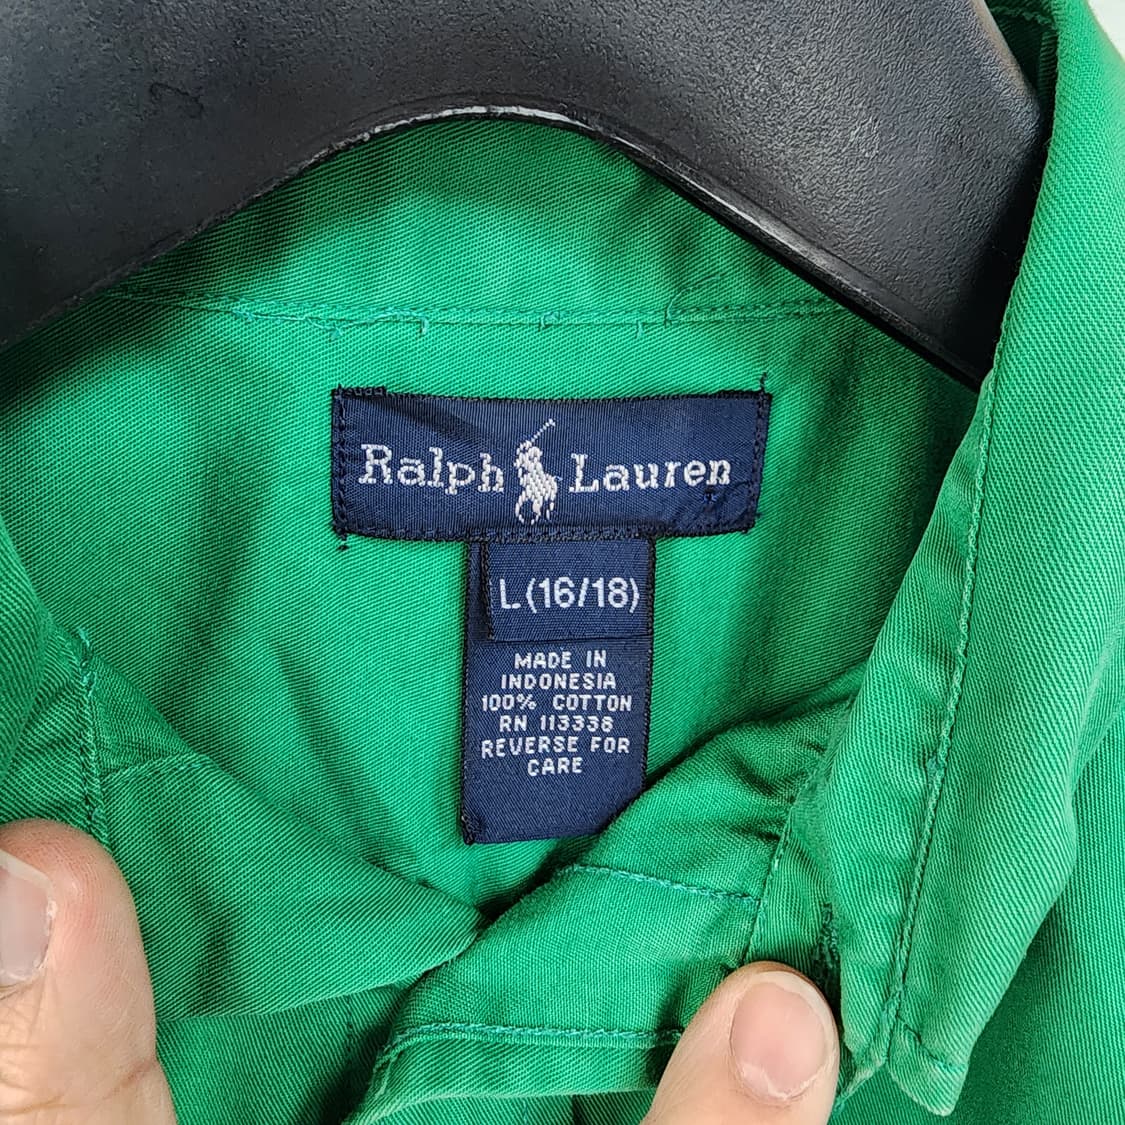 Ralph Lauren
L (16/18)
MADE IN
INDONESIA
100% COTTON
RN 113338
REVERSE FOR
CARE